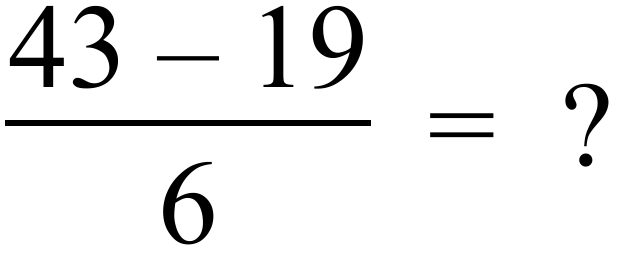 43 − 19
6
= ?